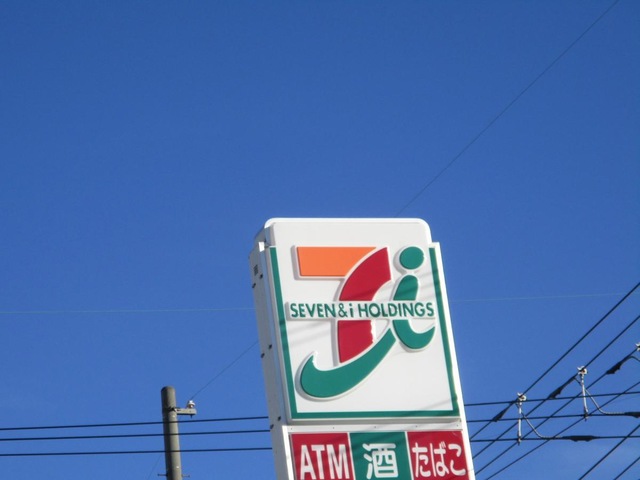 SEVEN&i HOLDINGS
ATM 酒 たばこ